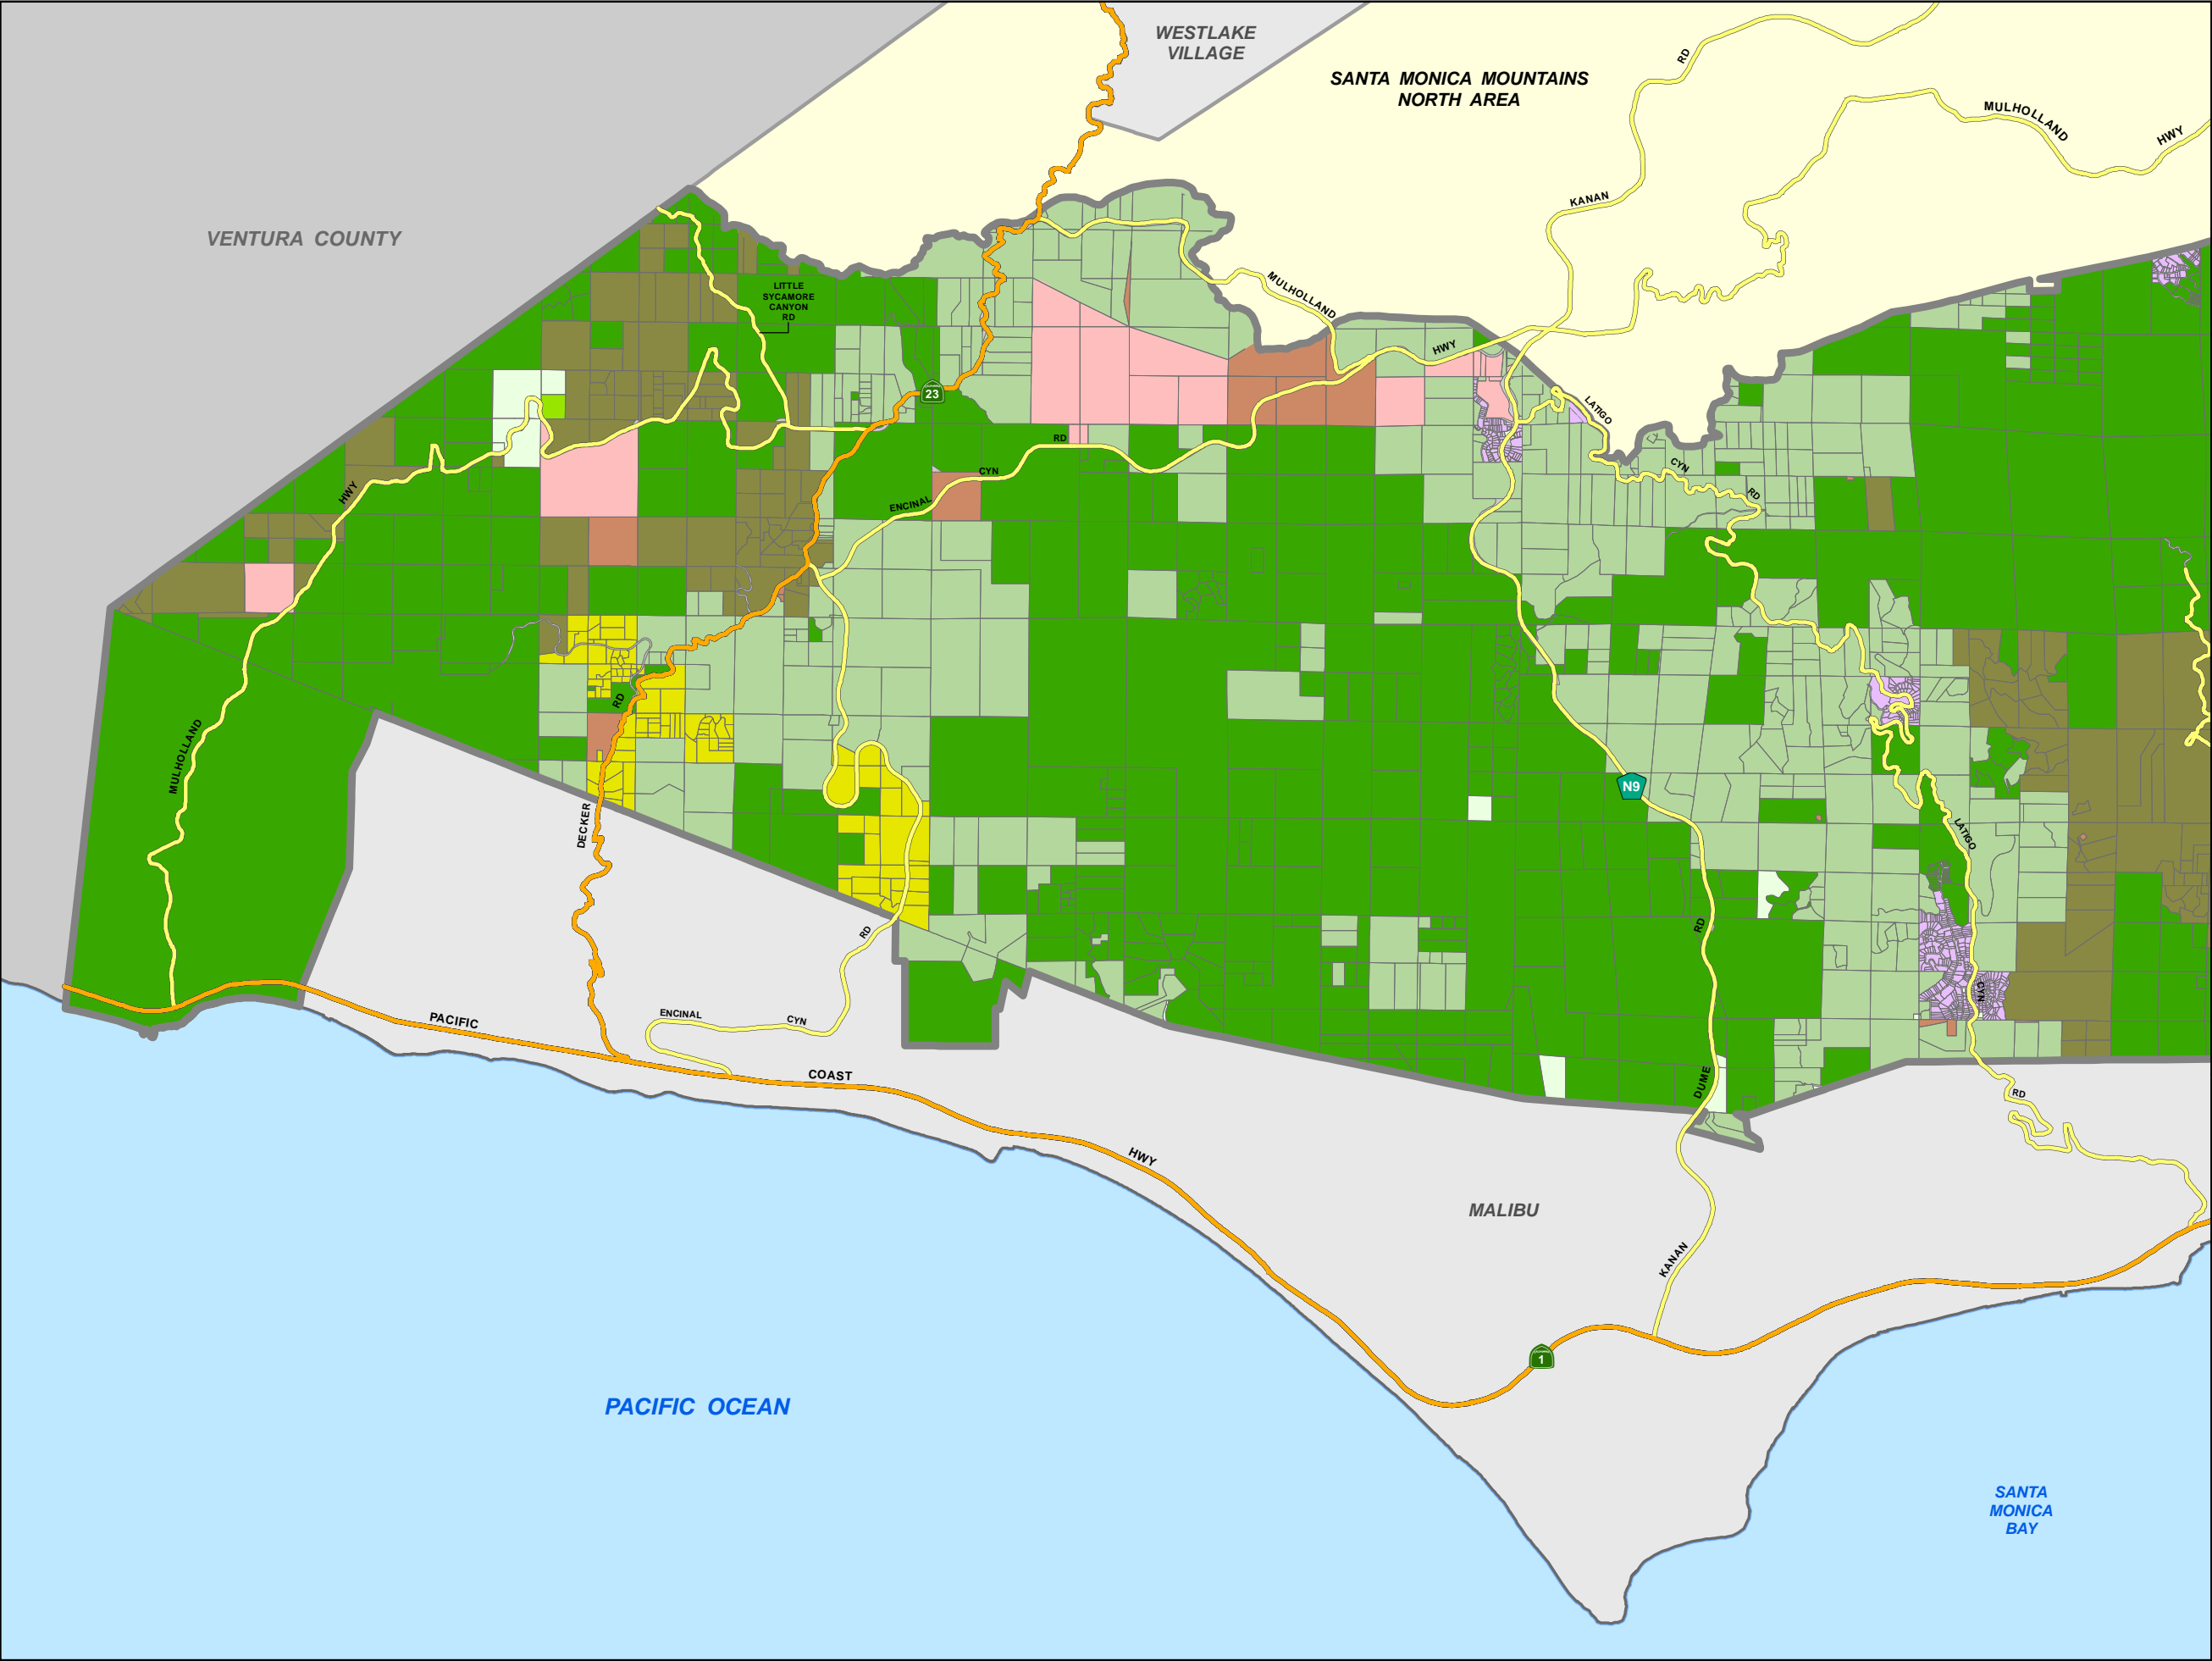 WESTLAKE
VILLAGE
SANTA MONICA MOUNTAINS
NORTH AREA
RD
MULHOLLAND
HWY
KANAN
VENTURA COUNTY
LITTLE
SYCAMORE
CANYON
RD
MULHOLLAND
HWY
23
LATIGO
RD
CYN
RD
CYN
ENCINAL
HWY
RD
MULHOLLAND
N9
DECKER
LATIGO
RD
RD
CYN
ENCINAL
CYN
PACIFIC
COAST
DUME
RD
HWY
MALIBU
KANAN
1
PACIFIC OCEAN
SANTA
MONICA
BAY